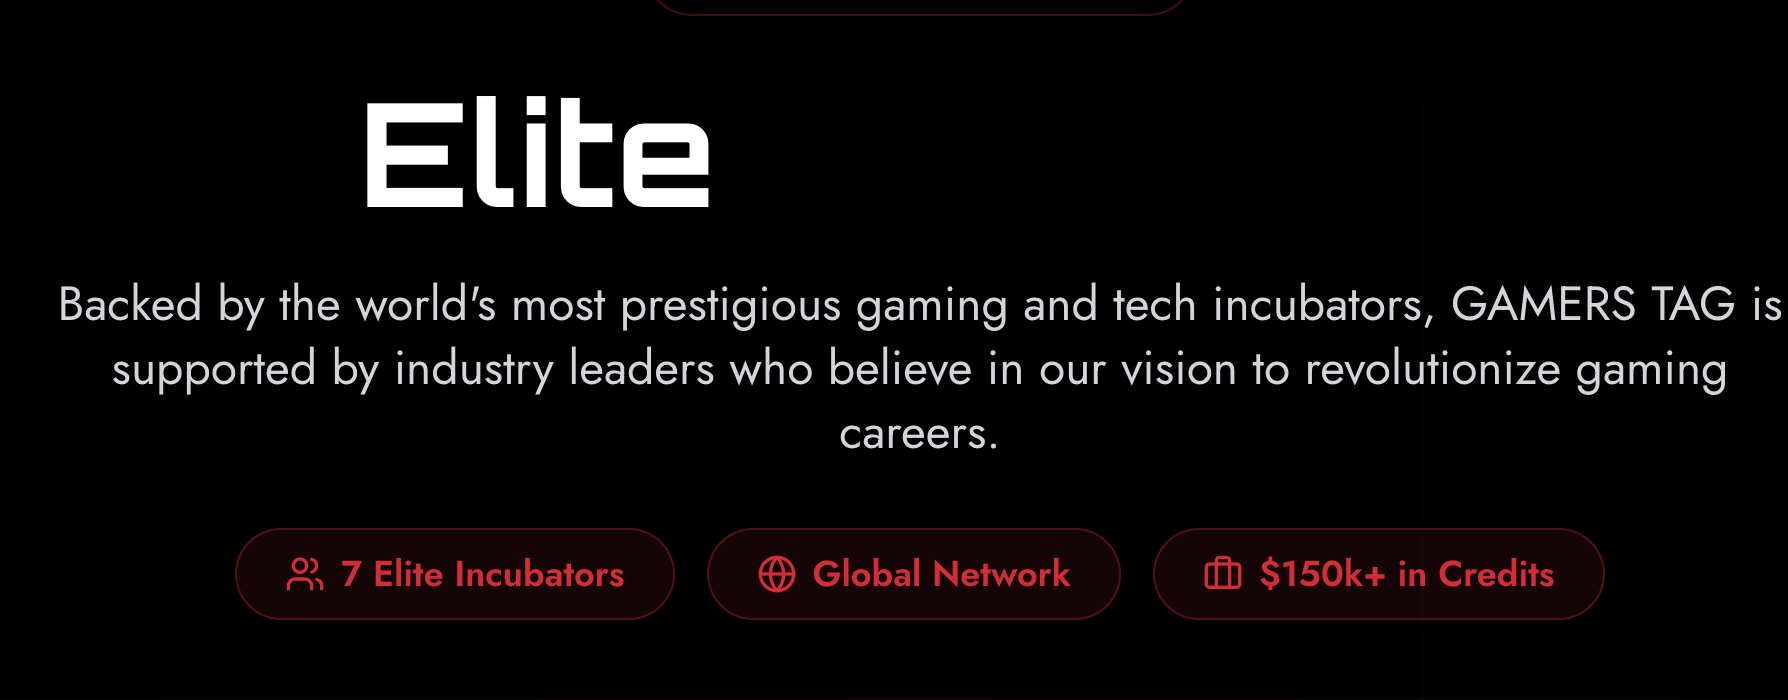 Elite
Backed by the world's most prestigious gaming and tech incubators, GAMERS TAG is
supported by industry leaders who believe in our vision to revolutionize gaming
careers.
7 Elite Incubators
Global Network
$150k+ in Credits